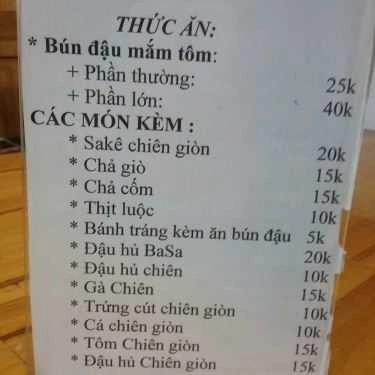 THỨC ĂN:
* Bún đậu mắm tôm:
+ Phần thường: 25k
+ Phần lớn: 40k
CÁC MÓN KÈM :
* Sakê chiên giòn 20k
* Chả giò 15k
* Chả cốm 15k
* Thịt luộc 10k
* Bánh tráng kèm ăn bún đậu 5k
* Đậu hủ BaSa 20k
* Đậu hủ chiên 10k
* Gà Chiên 15k
* Trứng cút chiên giòn 10k
* Cá chiên giòn 10k
* Tôm Chiên giòn 15k
* Đậu hủ Chiên giòn 15k